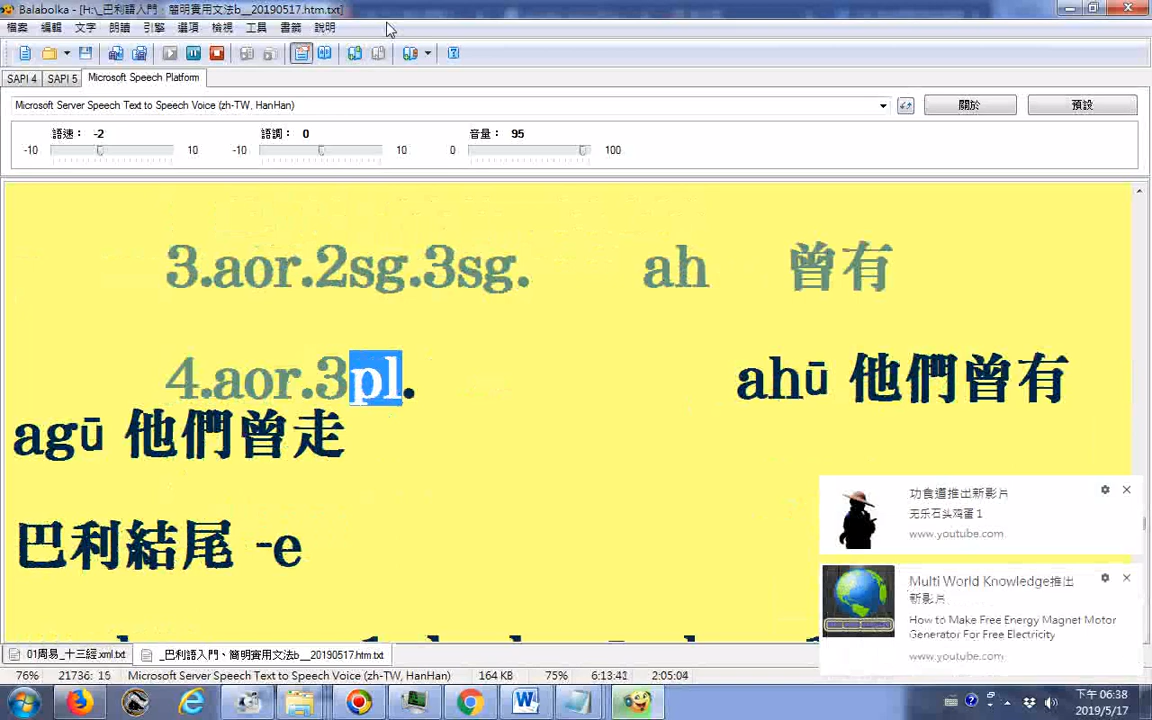 Balabolka - [H:\_巴利語入門、簡明實用文法b__20190517.htm.txt]
檔案 編輯 文字 朗讀 引擎 選項 檢視 工具 書籤 說明
SAPI 4 SAPI 5 Microsoft Speech Platform
Microsoft Server Speech Text to Speech Voice (zh-TW, HanHan) 關於 預設
語速： -2 語調： 0 音量： 95
-10 10 -10 10 0 100
3.aor.2sg.3sg. ah 曾有
4.aor.3pl. ahū 他們曾有
agū 他們曾走
巴利結尾 -e
功食遵推出新影片
无乐石头鸡蛋1
www.youtube.com
Multi World Knowledge推出
新影片
How to Make Free Energy Magnet Motor
Generator For Free Electricity
www.youtube.com
01周易_十三經.xml.txt _巴利語入門、簡明實用文法b__20190517.htm.txt
76% 21736: 15 Microsoft Server Speech Text to Speech Voice (zh-TW, HanHan) 164 KB 75% 6:13:41 2:05:04
下午 06:38
2019/5/17